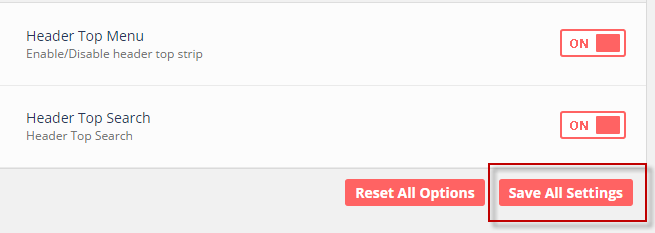 Header Top Menu
Enable/Disable header top strip
ON
Header Top Search
Header Top Search
ON
Reset All Options
Save All Settings